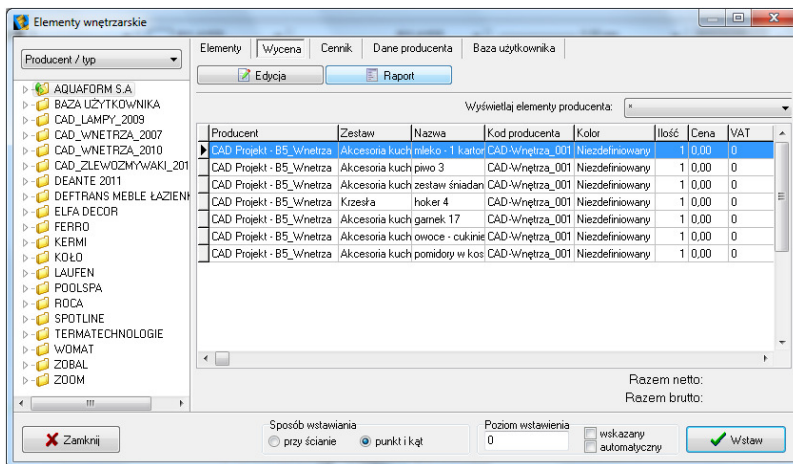 Elementy wnętrzarskie
Producent / typ
AQUAFORM S.A
BAZA UŻYTKOWNIKA
CAD_LAMPY_2009
CAD_WNETRZA_2007
CAD_WNETRZA_2010
CAD_ZLEWOZMYWAKI_201
DEANTE 2011
DEFTRANS MEBLE ŁAZIENK
ELFA DECOR
FERRO
KERMI
KOŁO
LAUFEN
POOLSPA
ROCA
SPOTLINE
TERMATECHNOLOGIE
WOMAT
ZOBAL
ZOOM
Elementy Wycena Cennik Dane producenta Baza użytkownika
Edycja Raport
Wyświetlaj elementy producenta: *
Producent Zestaw Nazwa Kod producenta Kolor Ilość Cena VAT
CAD Projekt - B5_Wnetrza Akcesoria kuch mleko - 1 karton CAD-Wnętrza_001 Niezdefiniowany 1 0,00 0
CAD Projekt - B5_Wnetrza Akcesoria kuch piwo 3 CAD-Wnętrza_001 Niezdefiniowany 1 0,00 0
CAD Projekt - B5_Wnetrza Akcesoria kuch zestaw śniadan CAD-Wnętrza_001 Niezdefiniowany 1 0,00 0
CAD Projekt - B5_Wnetrza Krzesła hoker 4 CAD-Wnętrza_001 Niezdefiniowany 1 0,00 0
CAD Projekt - B5_Wnetrza Akcesoria kuch garnek 17 CAD-Wnętrza_001 Niezdefiniowany 1 0,00 0
CAD Projekt - B5_Wnetrza Akcesoria kuch owoce - cukinie CAD-Wnętrza_001 Niezdefiniowany 1 0,00 0
CAD Projekt - B5_Wnetrza Akcesoria kuch pomidory w kos CAD-Wnętrza_001 Niezdefiniowany 1 0,00 0
Razem netto:
Razem brutto:
Zamknij
Sposób wstawiania
przy ścianie punkt i kąt
Poziom wstawienia
0
wskazany
automatyczny
Wstaw